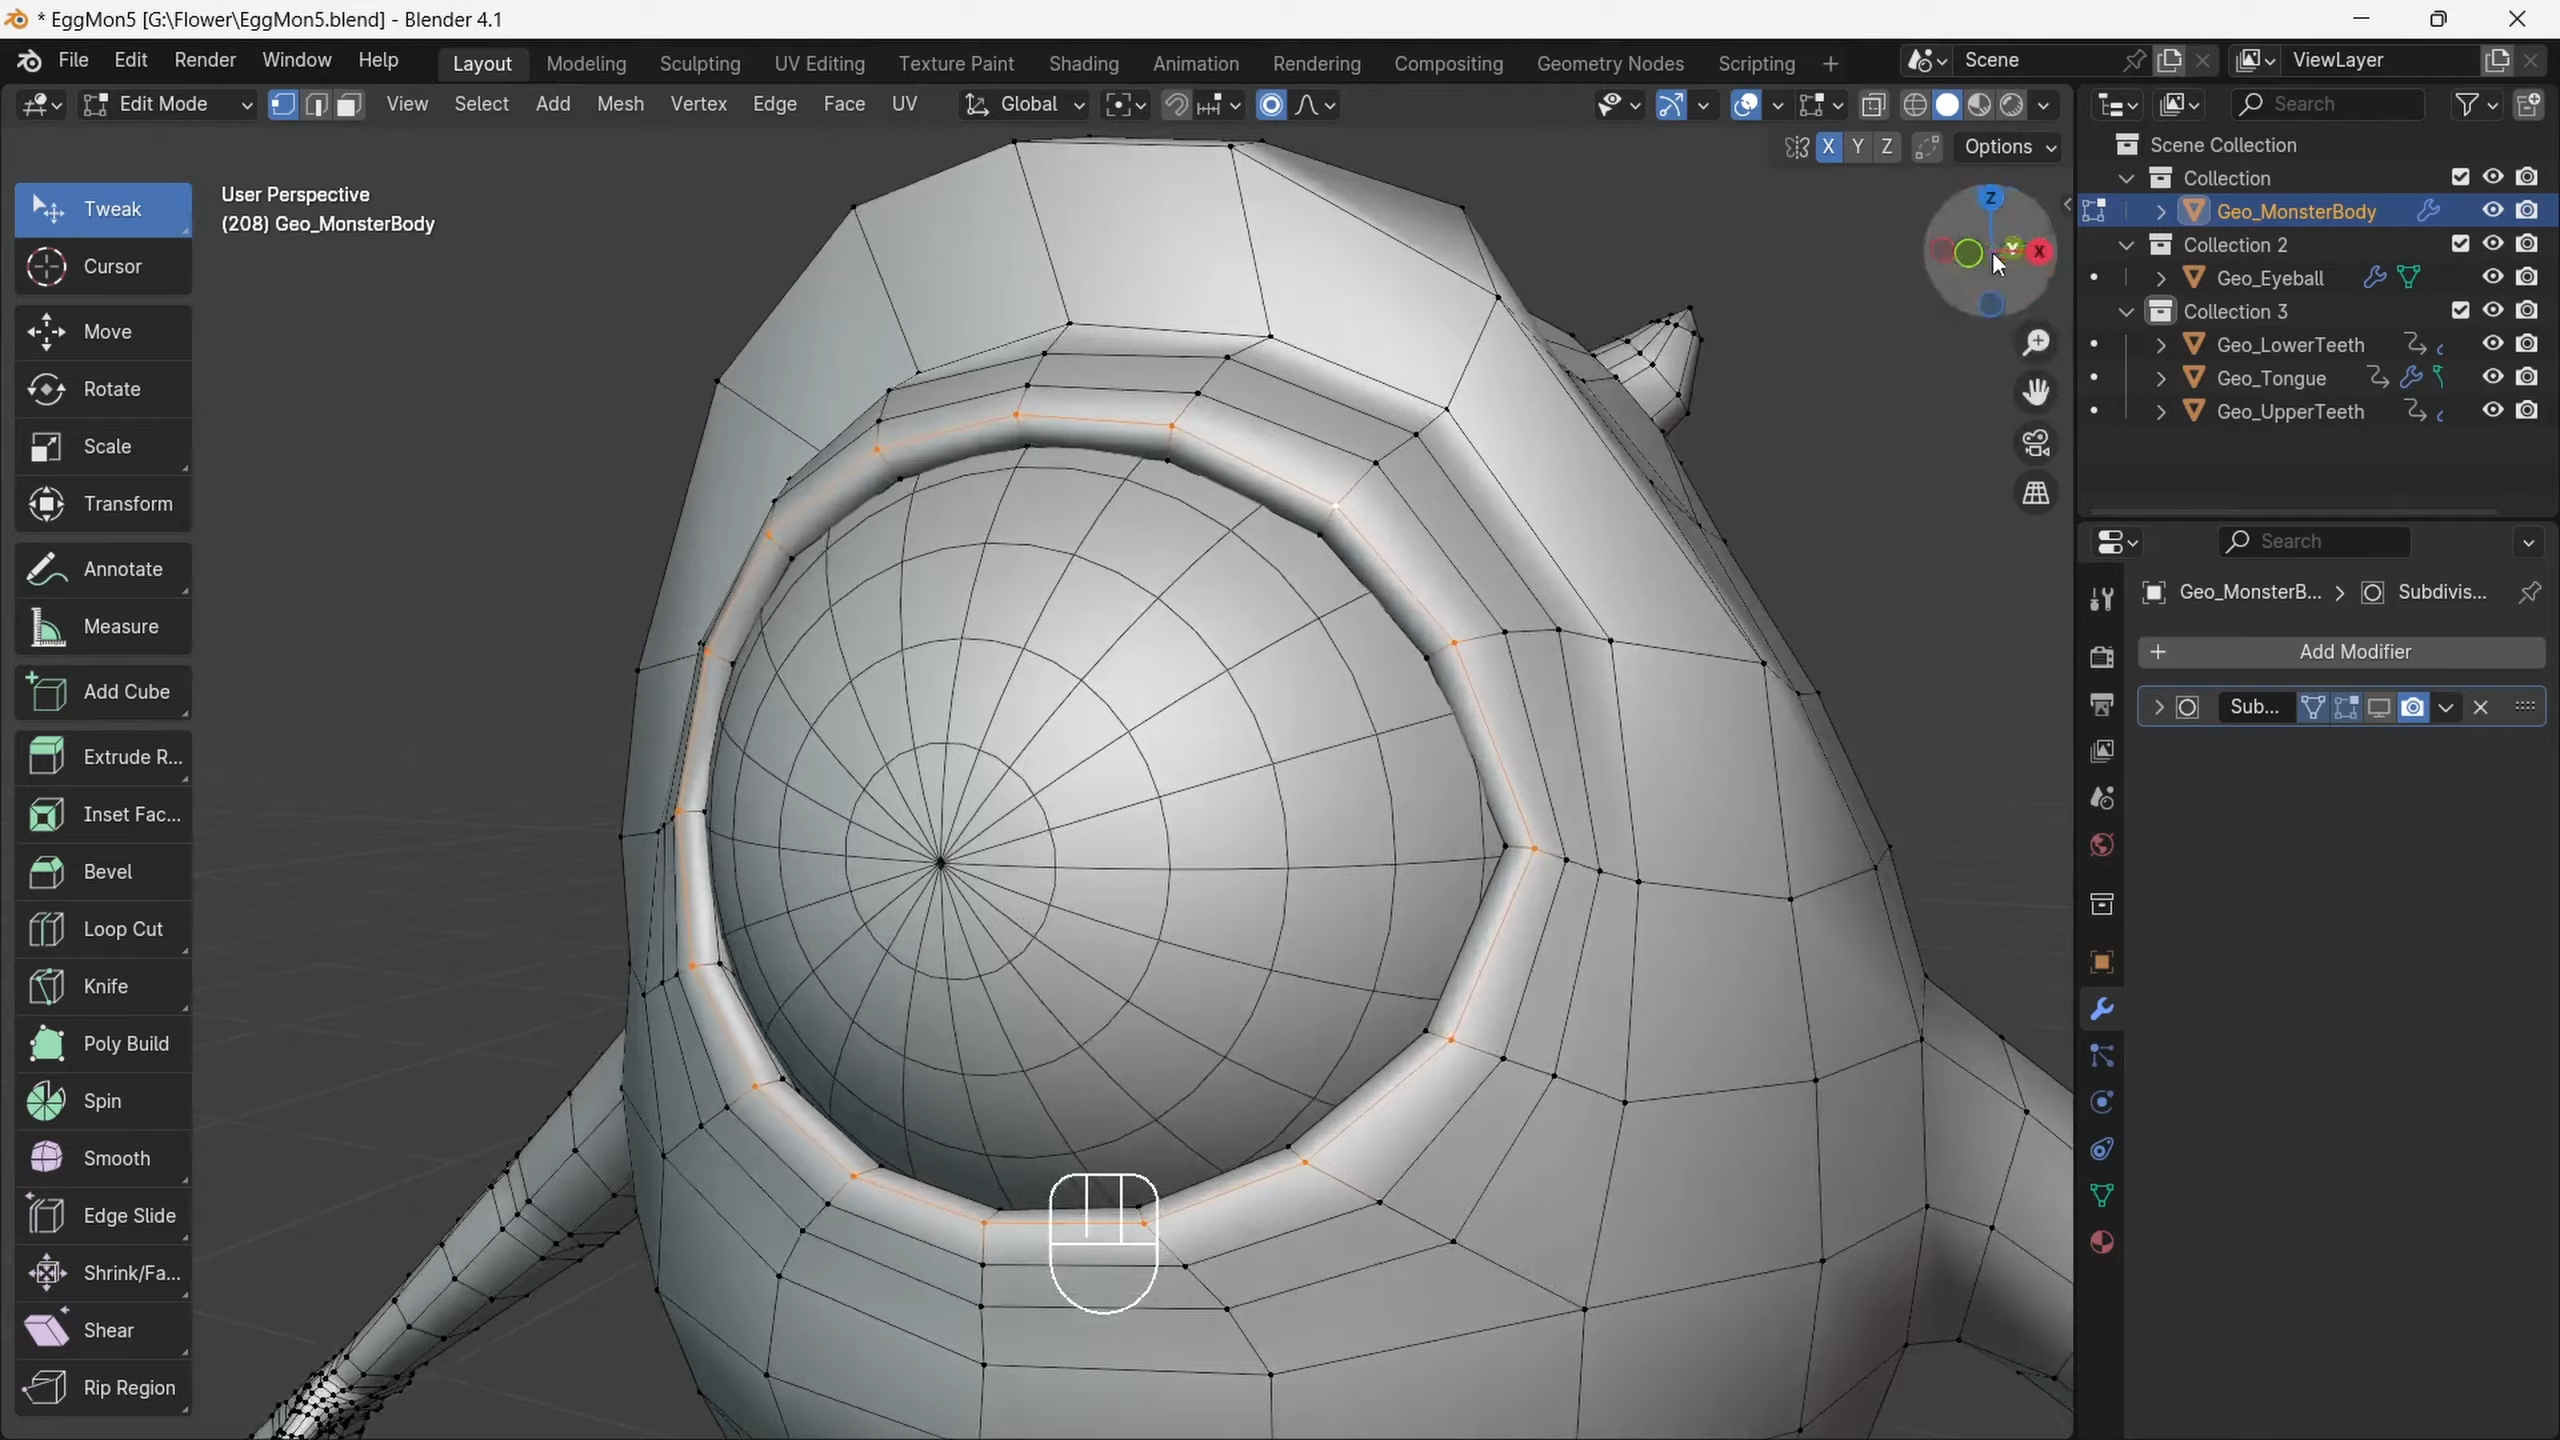 * EggMon5 [G:\Flower\EggMon5.blend] - Blender 4.1
File Edit Render Window Help Layout Modeling Sculpting UV Editing Texture Paint Shading Animation Rendering Compositing Geometry Nodes Scripting + Scene ViewLayer
Edit Mode View Select Add Mesh Vertex Edge Face UV Global Search
X Y Z Options
User Perspective
(208) Geo_MonsterBody
Z
X
Y
Tweak
Cursor
Move
Rotate
Scale
Transform
Annotate
Measure
Add Cube
Extrude R...
Inset Fac...
Bevel
Loop Cut
Knife
Poly Build
Spin
Smooth
Edge Slide
Shrink/Fa...
Shear
Rip Region
Scene Collection
Collection
Geo_MonsterBody
Collection 2
Geo_Eyeball
Collection 3
Geo_LowerTeeth
Geo_Tongue
Geo_UpperTeeth
Search
Geo_MonsterB... Subdivis...
+ Add Modifier
Sub...